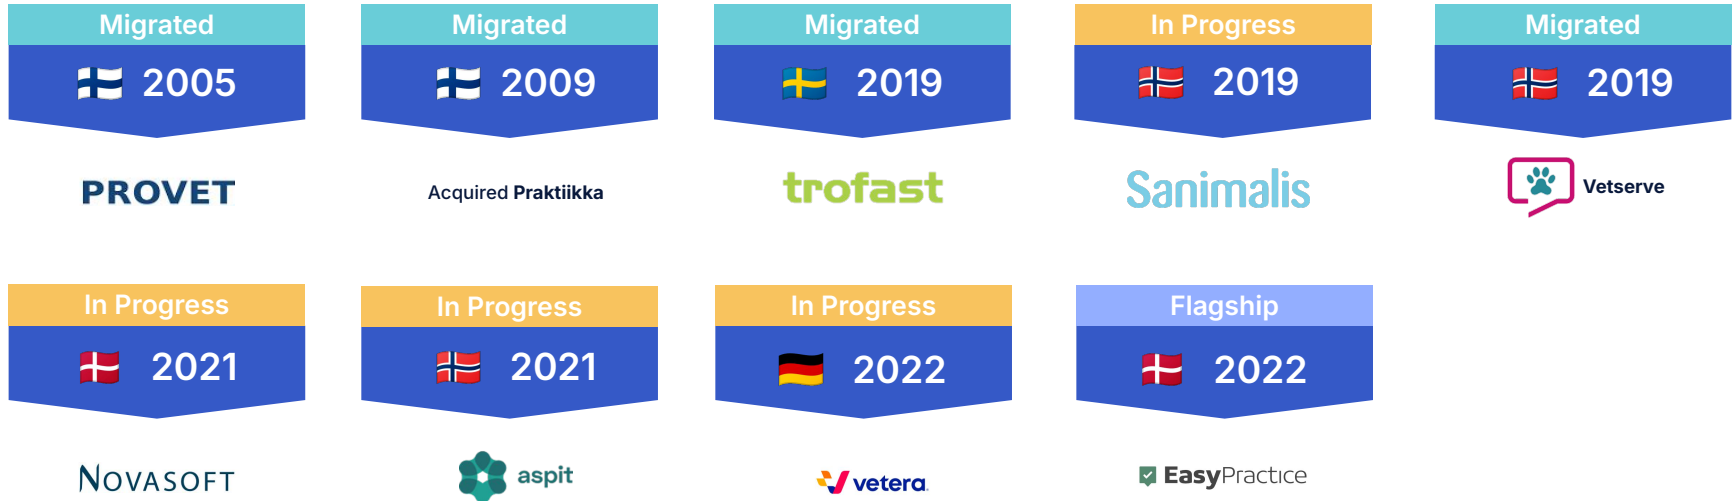 Migrated
2005
PROVET
Migrated
2009
Acquired Praktiikka
Migrated
2019
trofast
In Progress
2019
Sanimalis
Migrated
2019
Vetserve
In Progress
2021
NOVASOFT
In Progress
2021
aspit
In Progress
2022
vetera
Flagship
2022
EasyPractice